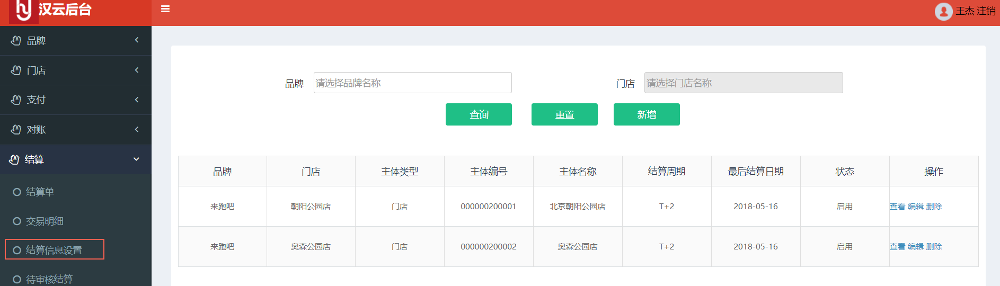 汉云后台
王杰 注销
品牌
门店
支付
对账
结算
结算单
交易明细
结算信息设置
待审核结算
品牌 请选择品牌名称 门店 请选择门店名称
查询 重置 新增
品牌 门店 主体类型 主体编号 主体名称 结算周期 最后结算日期 状态 操作
来跑吧 朝阳公园店 门店 000000200001 北京朝阳公园店 T+2 2018-05-16 启用 查看 编辑 删除
来跑吧 奥森公园店 门店 000000200002 奥森公园店 T+2 2018-05-16 启用 查看 编辑 删除